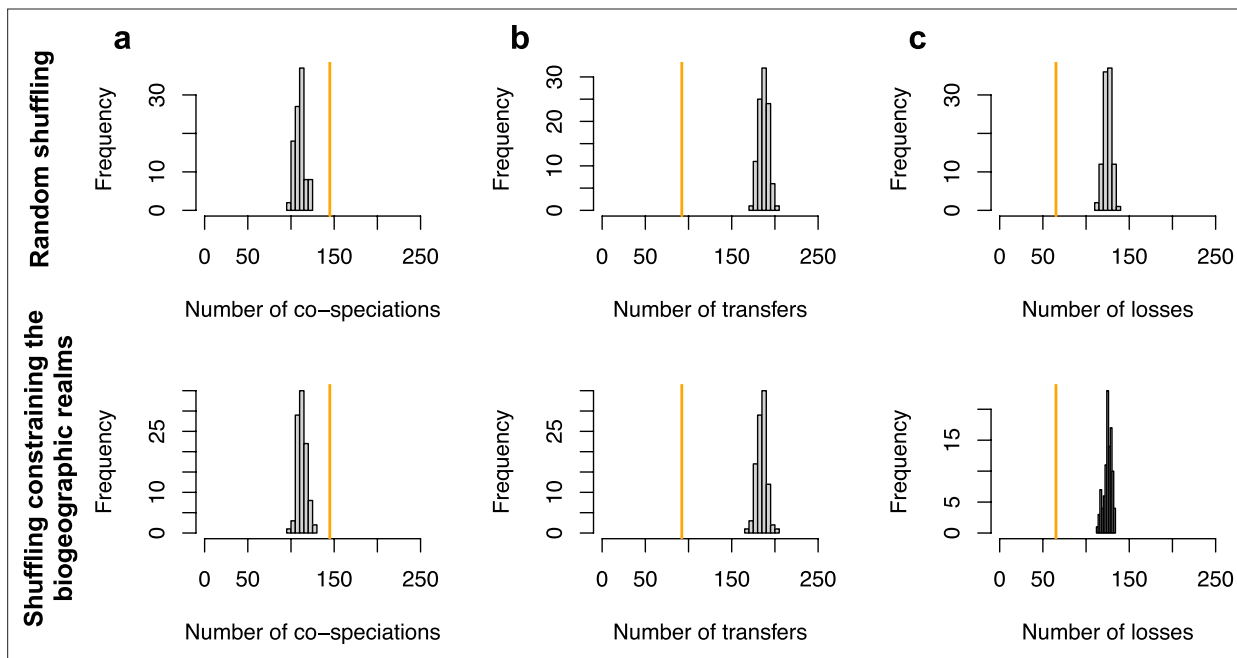 a
b
c
Random shuffling
Frequency
0 10 30
0 50 150 250
Number of co−speciations
Frequency
0 10 20 30
0 50 150 250
Number of transfers
Frequency
0 10 30
0 50 150 250
Number of losses
Shuffling constraining the
biogeographic realms
Frequency
0 10 25
0 50 150 250
Number of co−speciations
Frequency
0 10 25
0 50 150 250
Number of transfers
Frequency
0 5 15
0 50 150 250
Number of losses